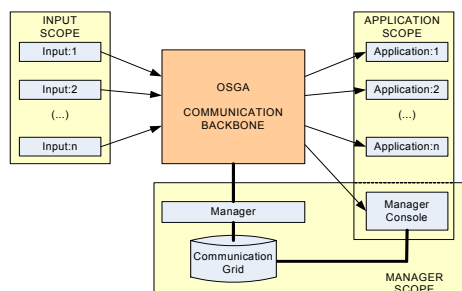 INPUT
SCOPE
Input:1
Input:2
(...)
Input:n
OSGA
COMMUNICATION
BACKBONE
APPLICATION
SCOPE
Application:1
Application:2
(...)
Application:n
Manager
Console
Manager
Communication
Grid
MANAGER
SCOPE